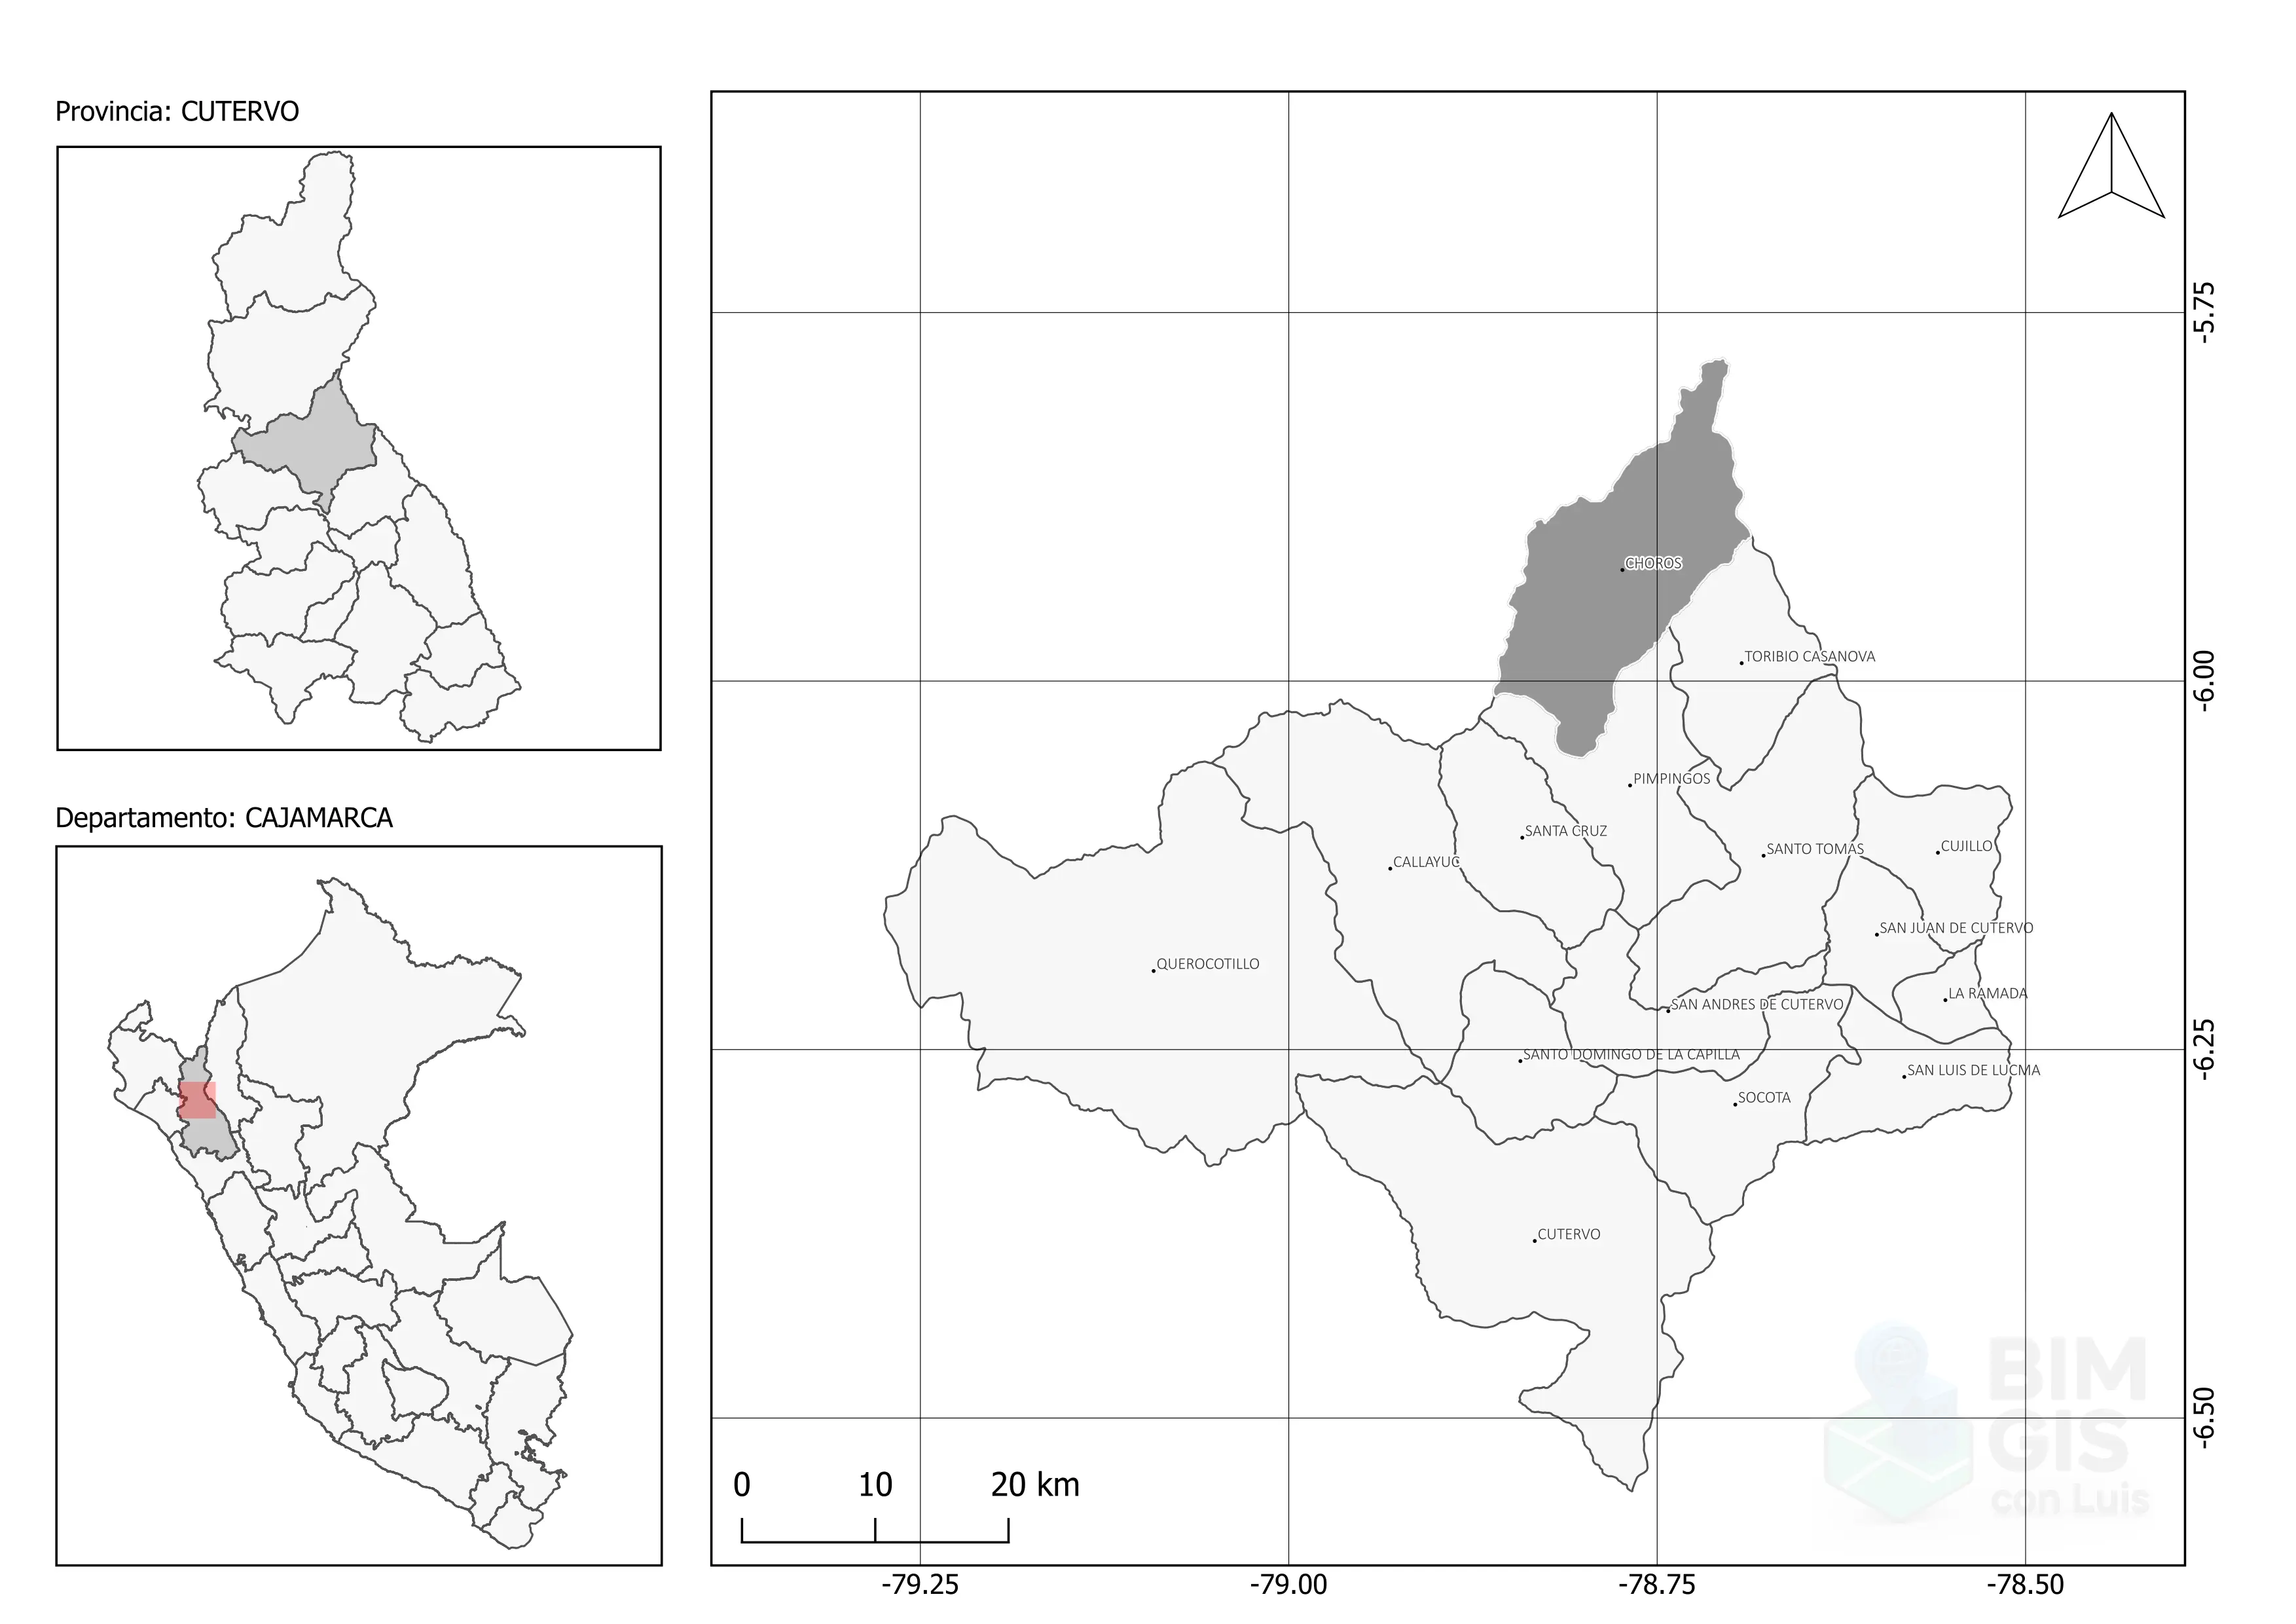 Provincia: CUTERVO
Departamento: CAJAMARCA
CHOROS
TORIBIO CASANOVA
PIMPINGOS
SANTA CRUZ
SANTO TOMAS
CUJILLO
CALLAYUC
SAN JUAN DE CUTERVO
QUEROCOTILLO
LA RAMADA
SAN ANDRES DE CUTERVO
SANTO DOMINGO DE LA CAPILLA
SAN LUIS DE LUCMA
SOCOTA
CUTERVO
-5.75
-6.00
-6.25
-6.50
BIM
GIS
con Luis
0 10 20 km
-79.25 -79.00 -78.75 -78.50